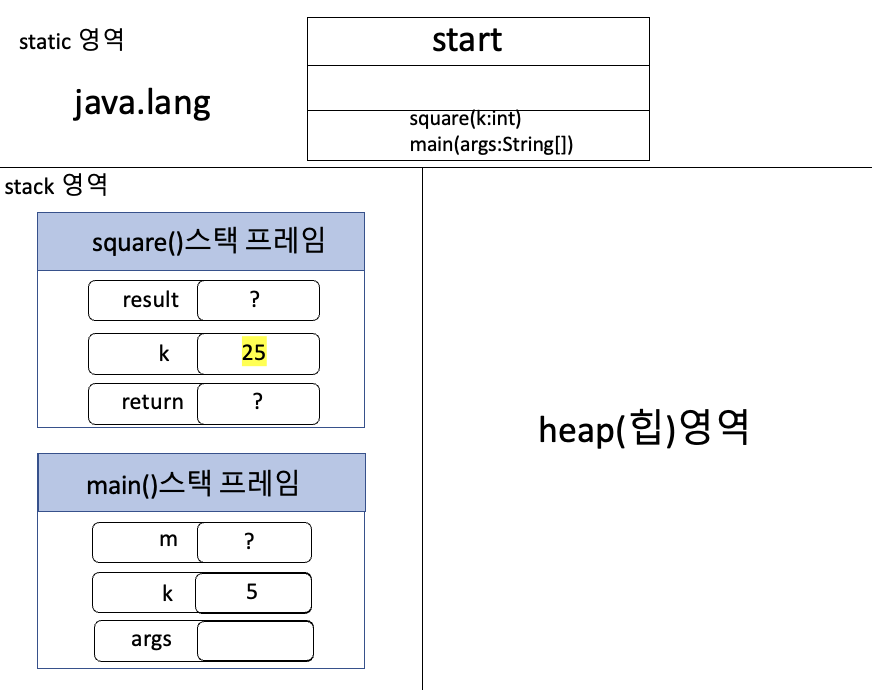 static 영역
start
java.lang
square(k:int)
main(args:String[])
stack 영역
square()스택 프레임
result ?
k 25
return ?
main()스택 프레임
m ?
k 5
args
heap(힙)영역